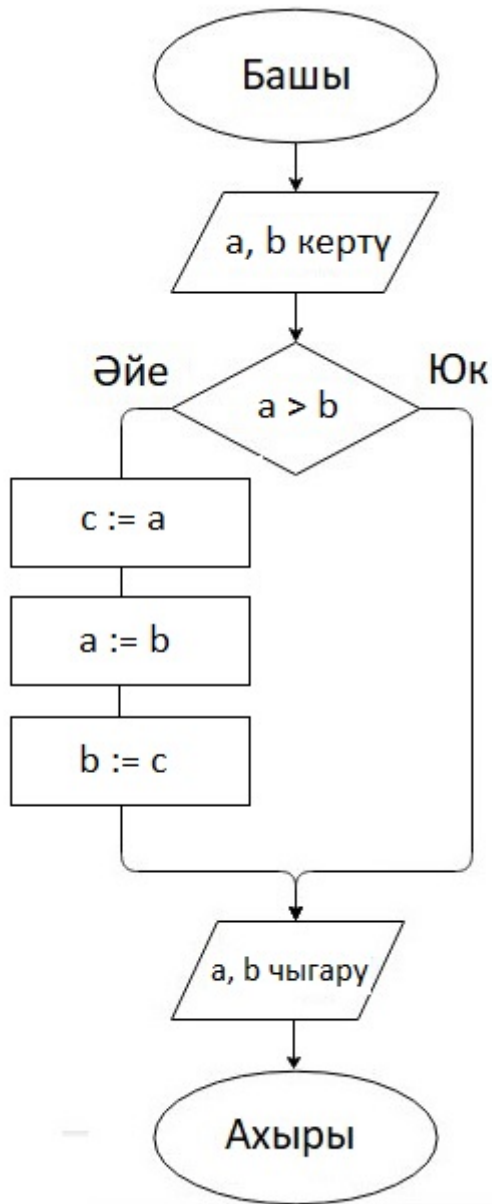 Башы
a, b кертү
Әйе
Юк
a > b
c := a
a := b
b := c
a, b чыгару
Ахыры